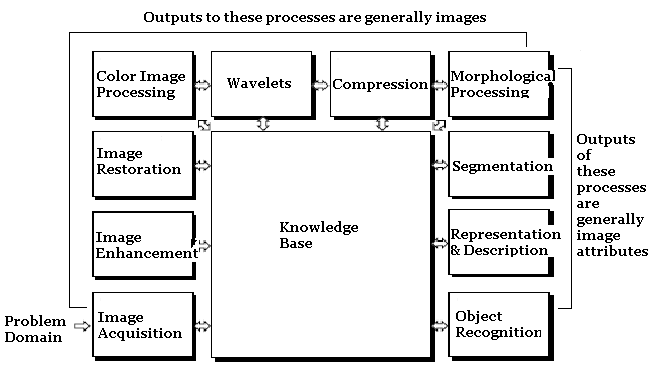 Outputs to these processes are generally images
Color Image
Processing
Wavelets
Compression
Morphological
Processing
Image
Restoration
Segmentation
Outputs
of
these
processes
are
generally
image
attributes
Knowledge
Base
Image
Enhancement
Representation
& Description
Problem
Domain
Image
Acquisition
Object
Recognition